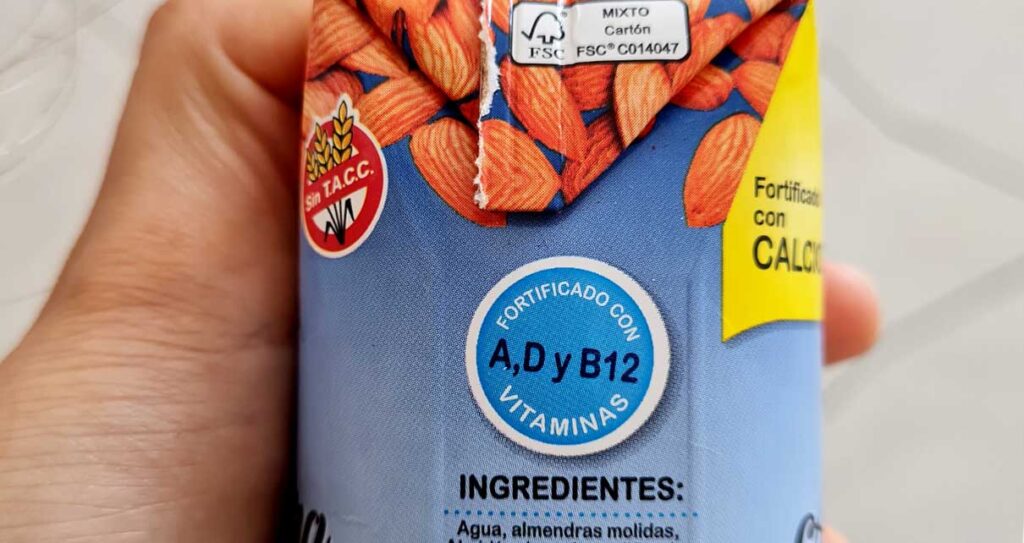 MIXTO
Cartón
FSC® C014047
FSC
Sin T.A.C.C.
Fortificado
con
CALCIO
FORTIFICADO CON
A,D y B12
VITAMINAS
INGREDIENTES:
Agua, almendras molidas,